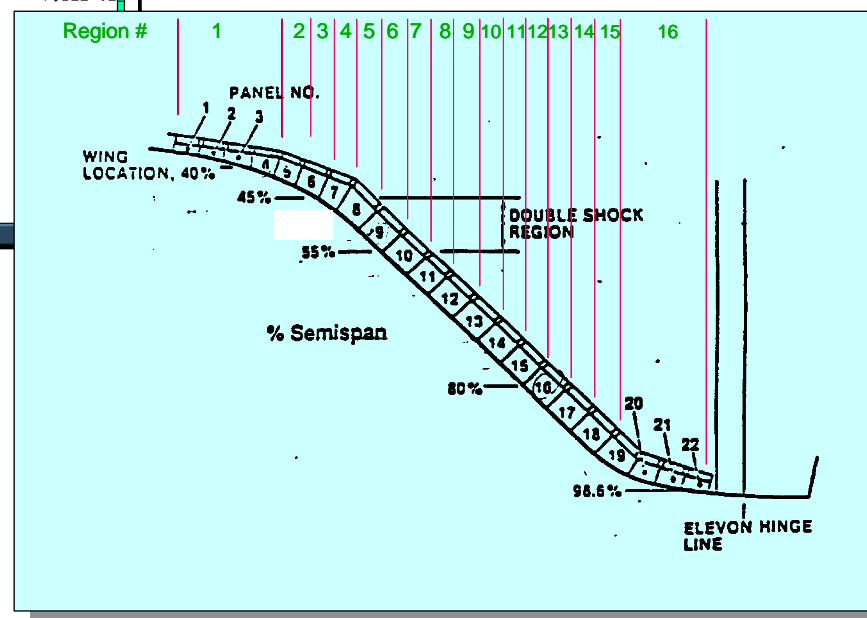 Region # 1 2 3 4 5 6 7 8 9 10 11 12 13 14 15 16
PANEL NO.
1 2 3
WING
LOCATION, 40%
4 5 6 7 8 9 10 11 12 13 14 15 16 17 18 19
45%
DOUBLE SHOCK
REGION
55%
% Semispan
80%
20
21
22
98.6%
ELEVON HINGE
LINE